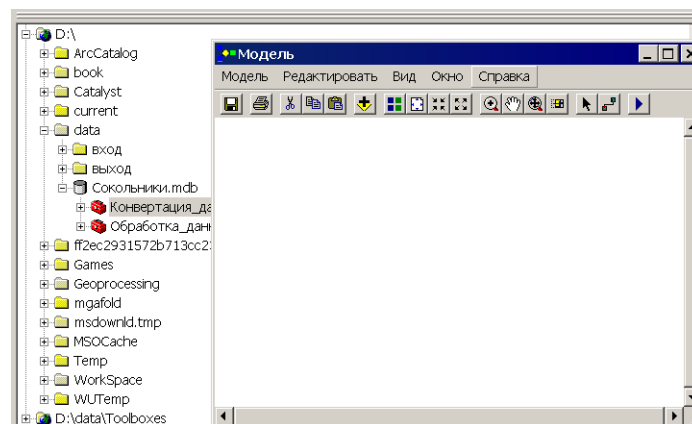 D:\
ArcCatalog
book
Catalyst
current
data
вход
выход
Сокольники.mdb
Конвертация_да
Обработка_данн
ff2ec2931572b713cc2
Games
Geoprocessing
mgafold
msdownld.tmp
MSOCache
Temp
WorkSpace
WUTemp
D:\data\Toolboxes
Модель
Модель Редактировать Вид Окно Справка